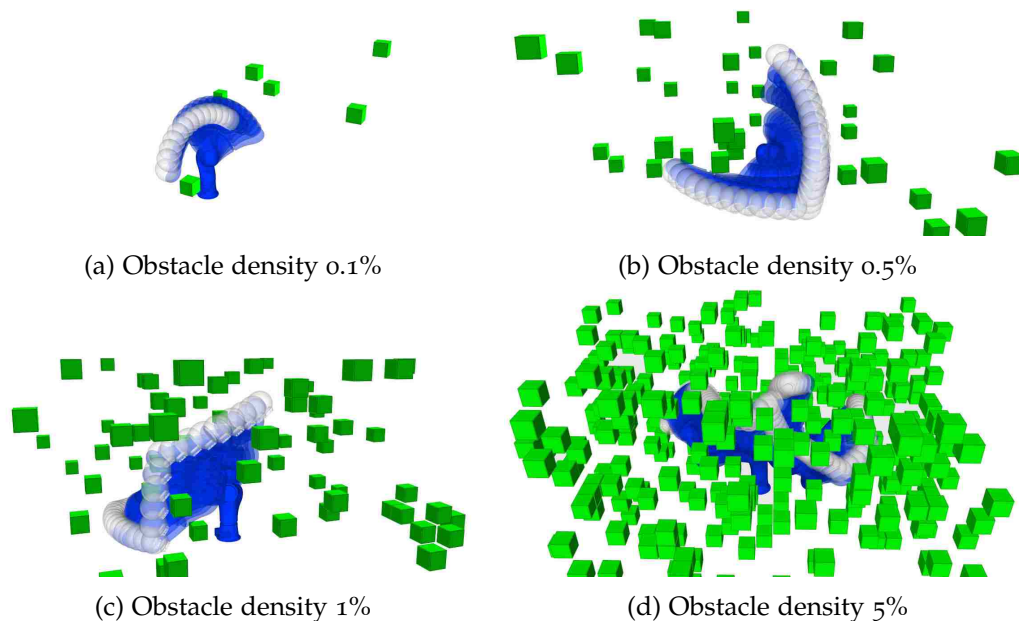 (a) Obstacle density 0.1%
(b) Obstacle density 0.5%
(c) Obstacle density 1%
(d) Obstacle density 5%